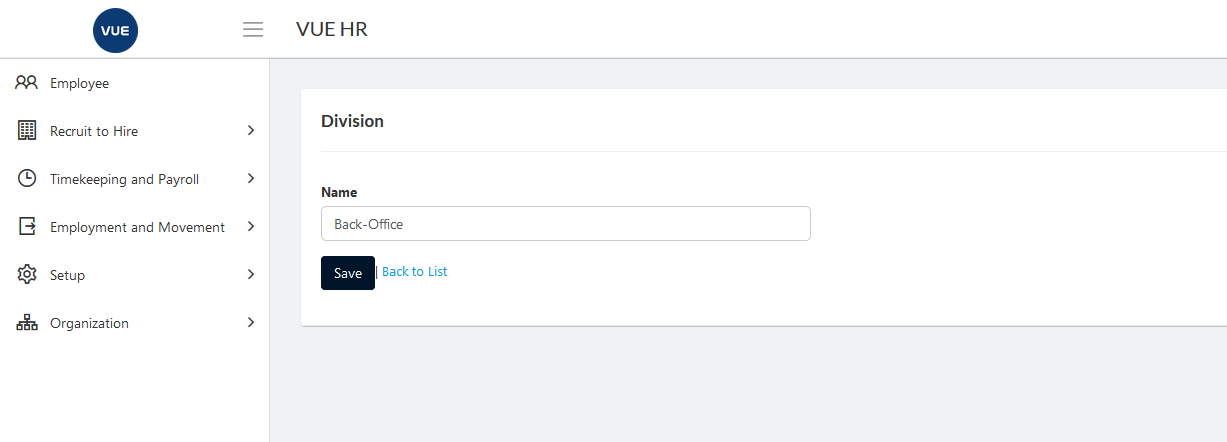 VUE
VUE HR
Employee
Recruit to Hire
Timekeeping and Payroll
Employment and Movement
Setup
Organization
Division
Name
Back-Office
Save | Back to List